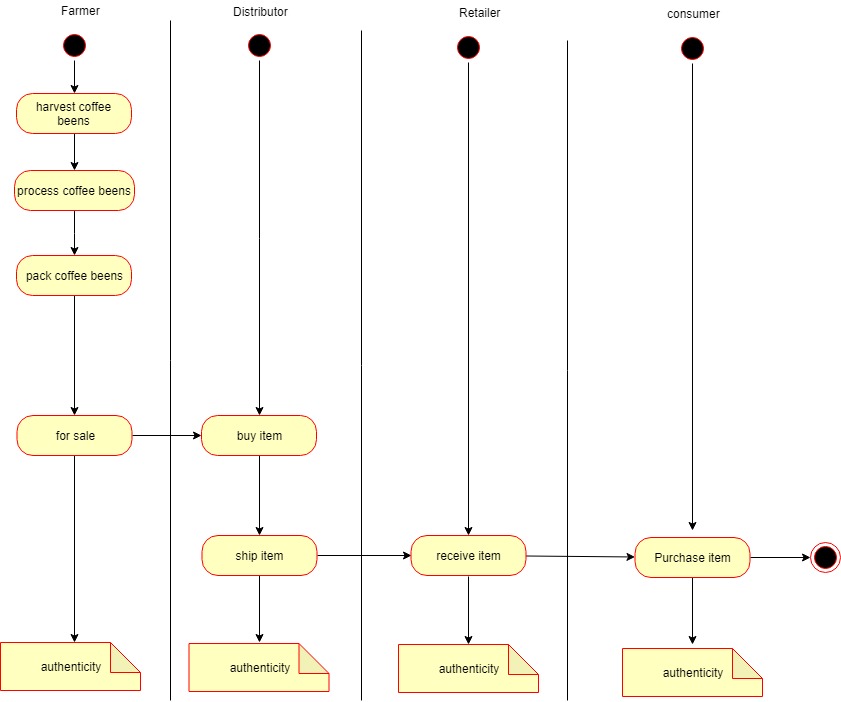 Farmer
Distributor
Retailer
consumer
harvest coffee
beens
process coffee beens
pack coffee beens
for sale
buy item
ship item
receive item
Purchase item
authenticity
authenticity
authenticity
authenticity